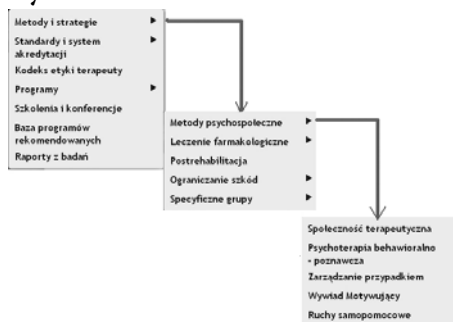 Metody i strategie
Standardy i system
akredytacji
Kodeks etyki terapeuty
Programy
Szkolenia i konferencje
Baza programów
rekomendowanych
Raporty z badań
Metody psychospołeczne
Leczenie farmakologiczne
Postrehabilitacja
Ograniczanie szkód
Specyficzne grupy
Społeczność terapeutyczna
Psychoterapia behawioralno
- poznawcza
Zarządzanie przypadkiem
Wywiad Motywujący
Ruchy samopomocowe